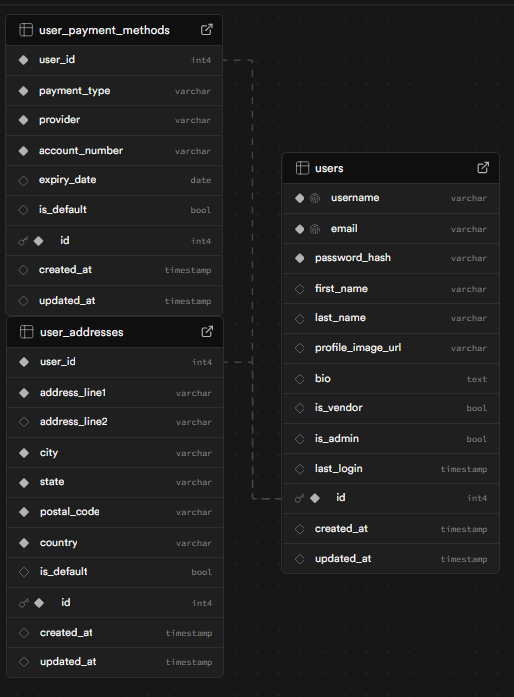 user_payment_methods
user_id int4
payment_type varchar
provider varchar
account_number varchar
expiry_date date
is_default bool
id int4
created_at timestamp
updated_at timestamp
user_addresses
user_id int4
address_line1 varchar
address_line2 varchar
city varchar
state varchar
postal_code varchar
country varchar
is_default bool
id int4
created_at timestamp
updated_at timestamp
users
username varchar
email varchar
password_hash varchar
first_name varchar
last_name varchar
profile_image_url varchar
bio text
is_vendor bool
is_admin bool
last_login timestamp
id int4
created_at timestamp
updated_at timestamp